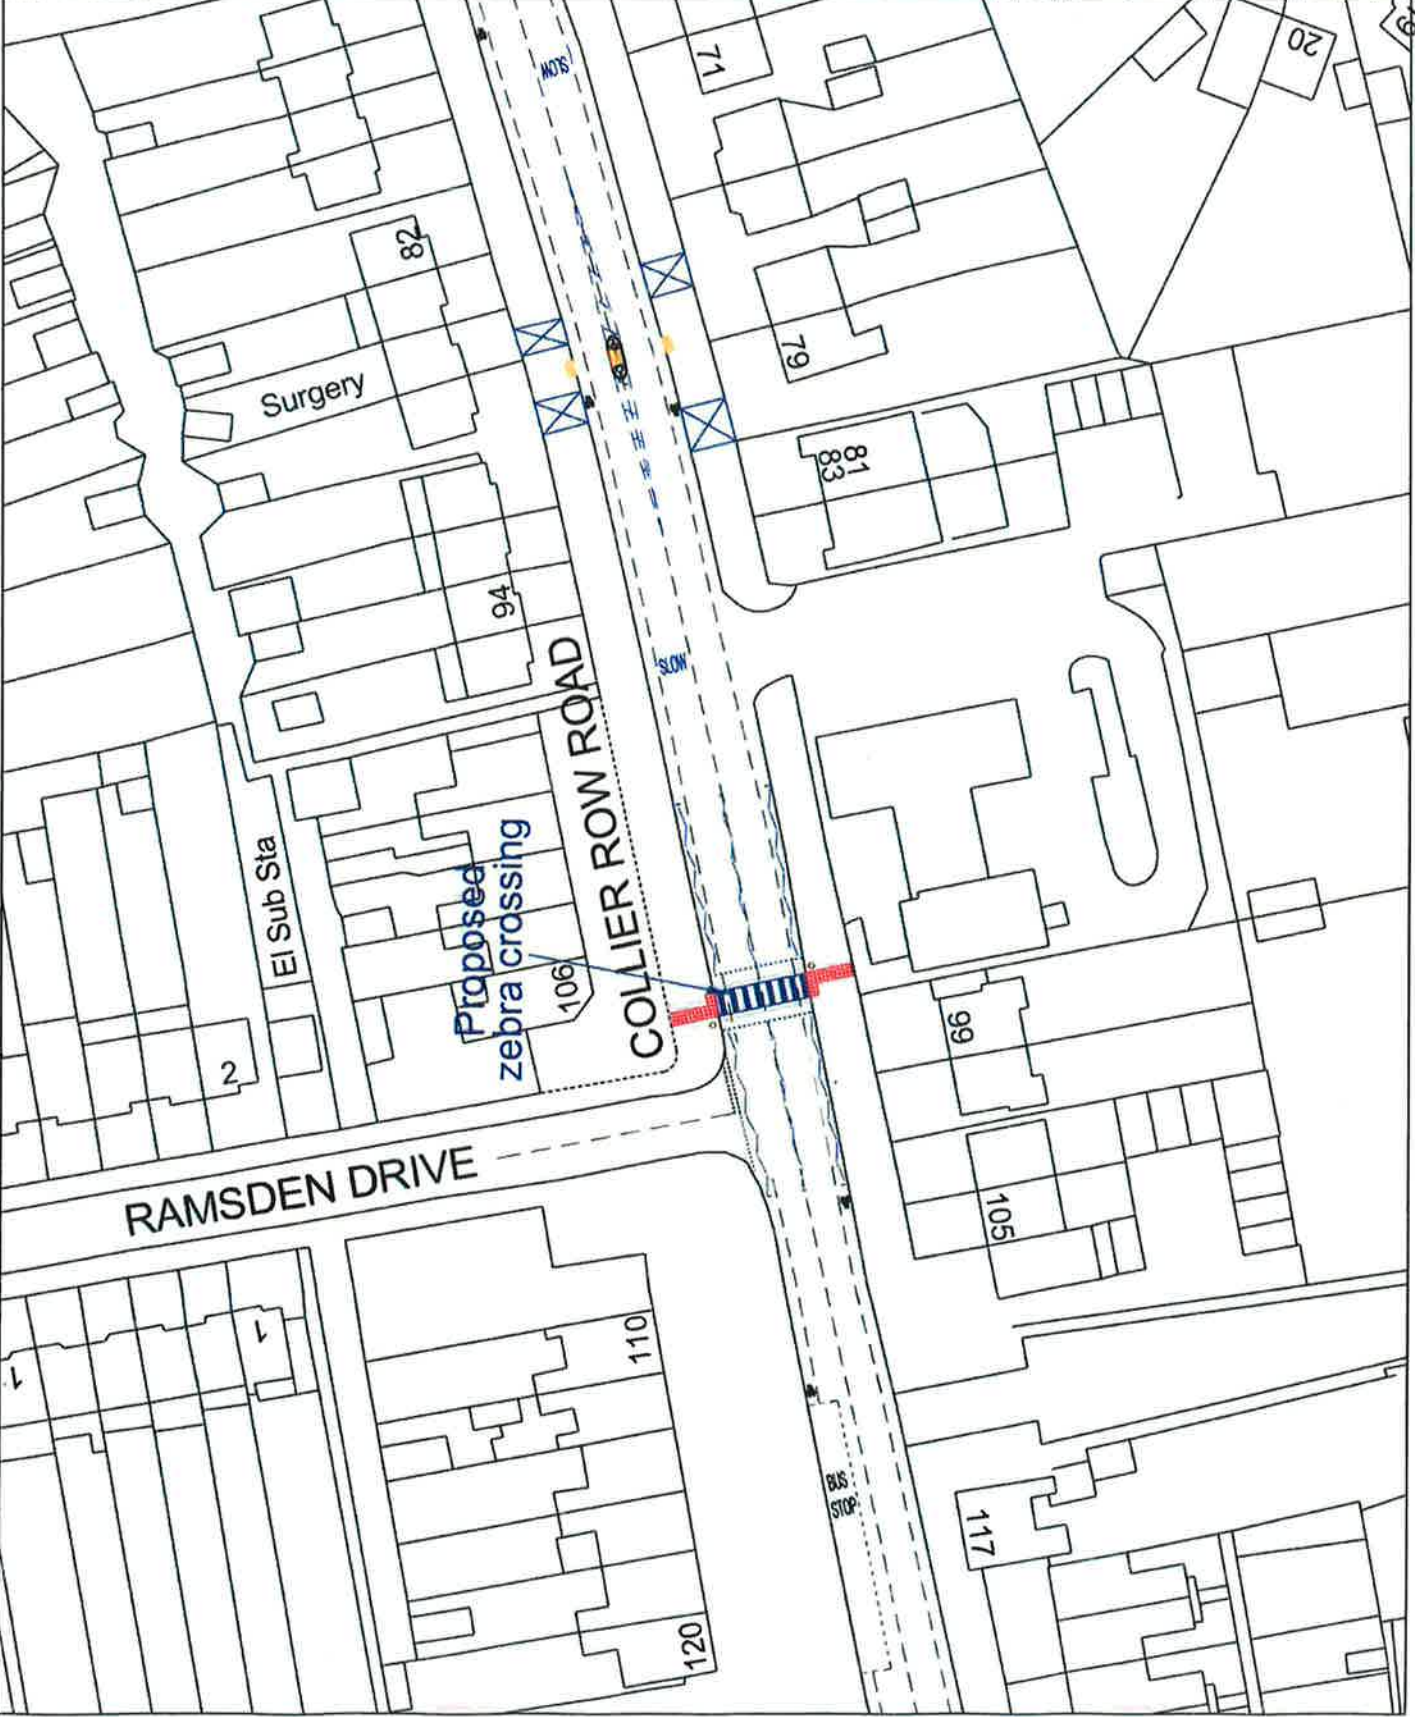 SLOW
71
20
82
Surgery
79
81
83
94
SLOW
COLLIER ROW ROAD
El Sub Sta
Proposed
zebra crossing
106
99
2
RAMSDEN DRIVE
105
1
1
110
BUS
STOP
117
120